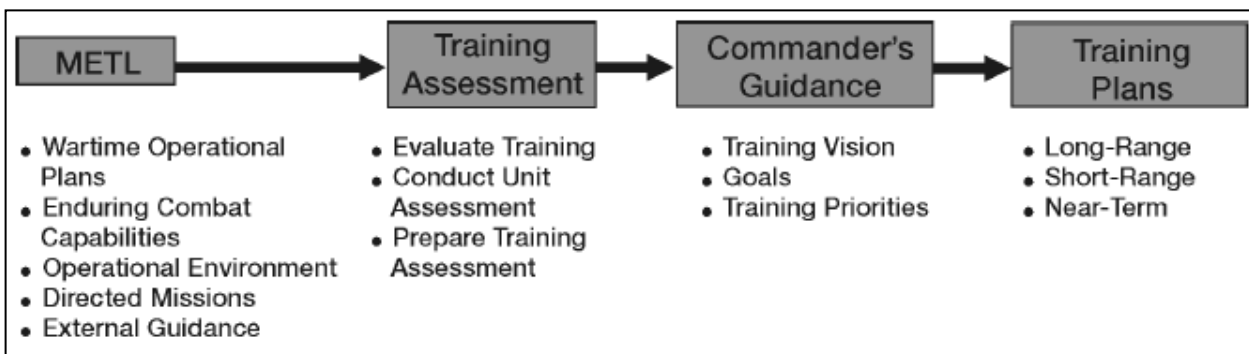 METL
Training
Assessment
Commander's
Guidance
Training
Plans
• Wartime Operational
Plans
• Enduring Combat
Capabilities
• Operational Environment
• Directed Missions
• External Guidance
• Evaluate Training
• Conduct Unit
Assessment
• Prepare Training
Assessment
• Training Vision
• Goals
• Training Priorities
• Long-Range
• Short-Range
• Near-Term